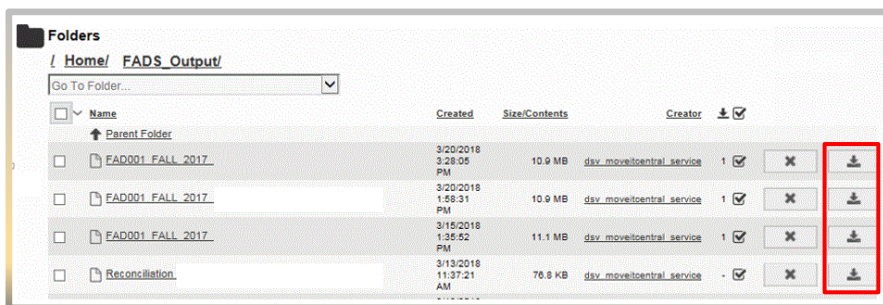 Folders
/ Home/ FADS_Output/
Go To Folder...
Name Created Size/Contents Creator
Parent Folder
FAD001_FALL_2017_ 3/20/2018 3:28:05 PM 10.9 MB dsv_moveitcentral_service 1
FAD001_FALL_2017_ 3/20/2018 1:58:31 PM 10.9 MB dsv_moveitcentral_service 1
FAD001_FALL_2017_ 3/15/2018 1:35:52 PM 11.1 MB dsv_moveitcentral_service 1
Reconciliation_ 3/13/2018 11:37:21 AM 76.8 KB dsv_moveitcentral_service -